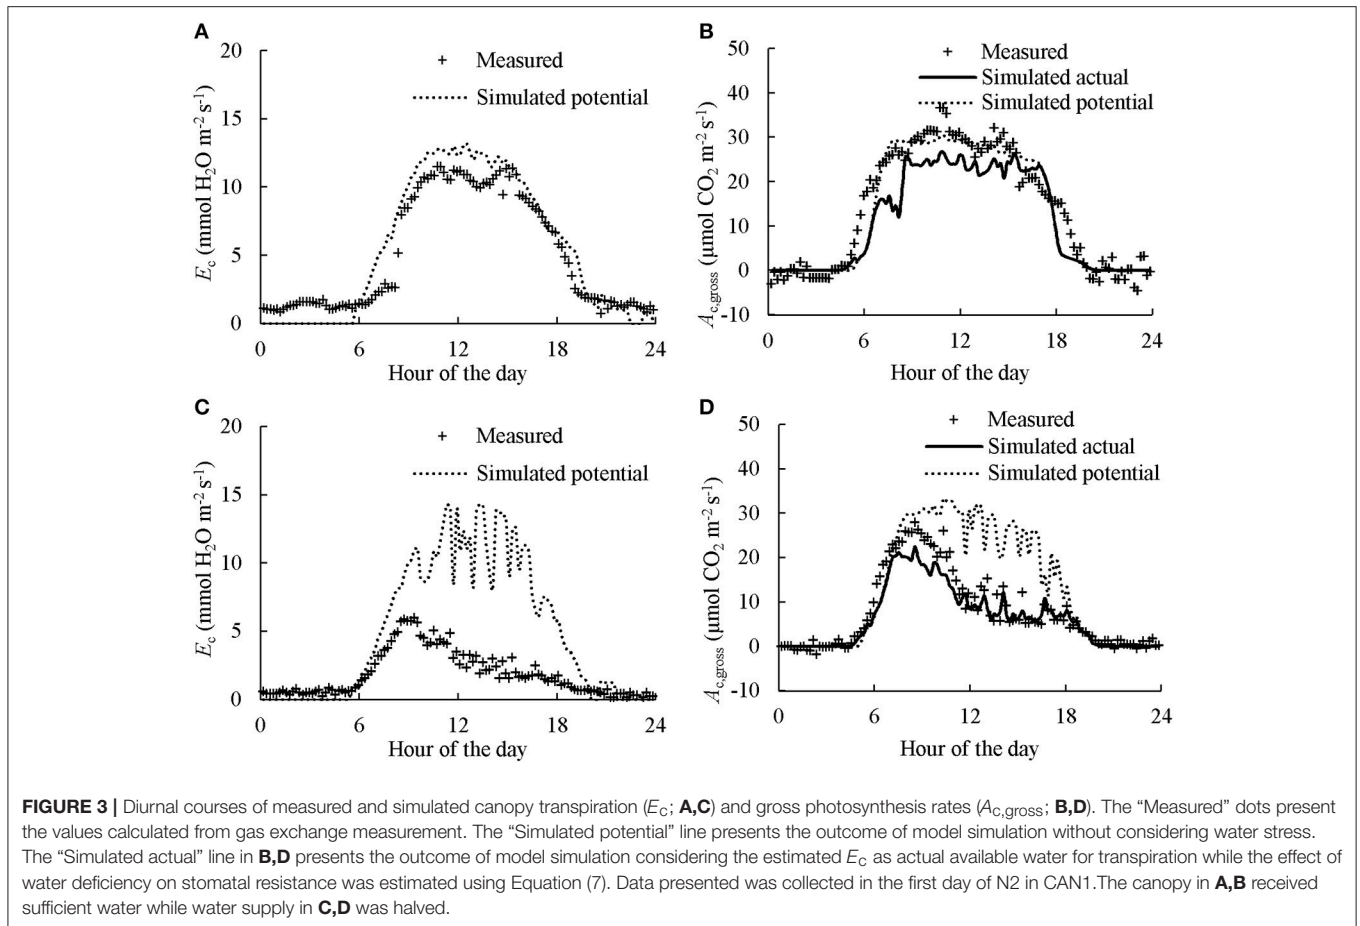 A
20
15
10
5
0
E_c (mmol H₂O m⁻² s⁻¹)
Measured
Simulated potential
0 6 12 18 24
Hour of the day
B
50
40
30
20
10
0
-10
A_c,gross (μmol CO₂ m⁻² s⁻¹)
Measured
Simulated actual
Simulated potential
0 6 12 18 24
Hour of the day
C
20
15
10
5
0
E_c (mmol H₂O m⁻² s⁻¹)
Measured
Simulated potential
0 6 12 18 24
Hour of the day
D
50
40
30
20
10
0
-10
A_c,gross (μmol CO₂ m⁻² s⁻¹)
Measured
Simulated actual
Simulated potential
0 6 12 18 24
Hour of the day
FIGURE 3 | Diurnal courses of measured and simulated canopy transpiration (E_C; A,C) and gross photosynthesis rates (A_C,gross; B,D). The “Measured” dots present
the values calculated from gas exchange measurement. The “Simulated potential” line presents the outcome of model simulation without considering water stress.
The “Simulated actual” line in B,D presents the outcome of model simulation considering the estimated E_C as actual available water for transpiration while the effect of
water deficiency on stomatal resistance was estimated using Equation (7). Data presented was collected in the first day of N2 in CAN1.The canopy in A,B received
sufficient water while water supply in C,D was halved.